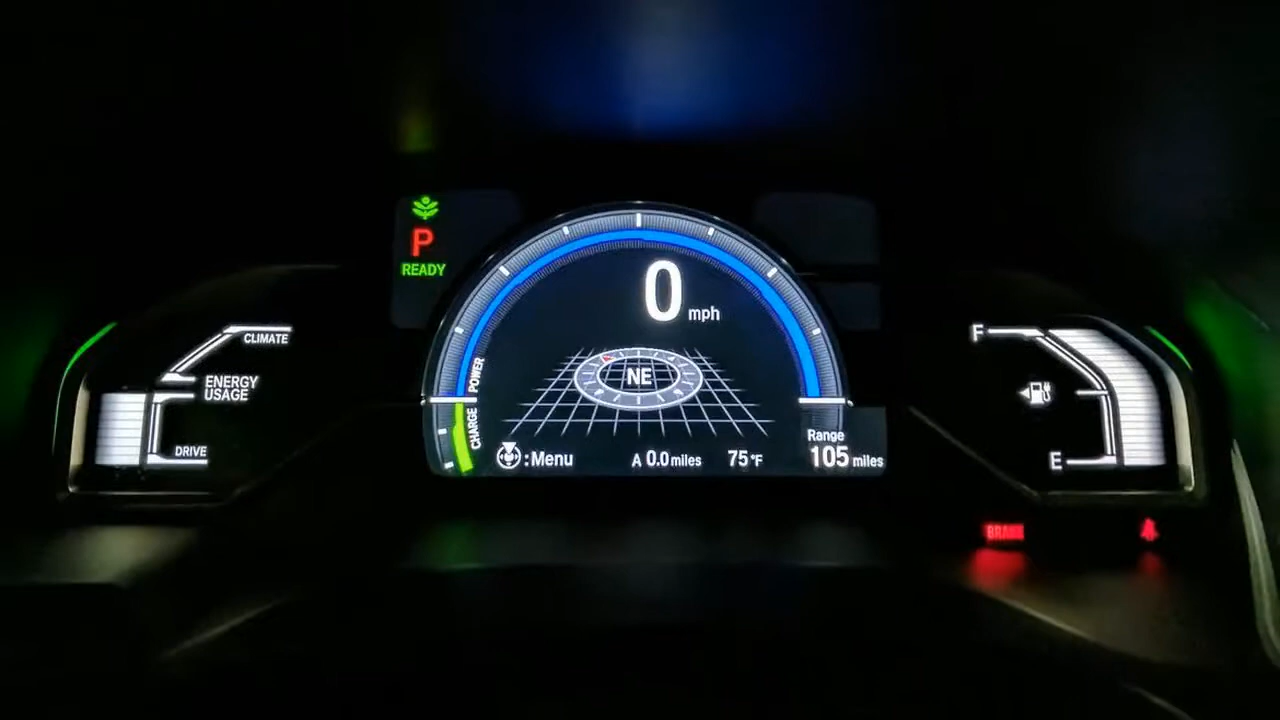 P
READY
0 mph
POWER
CHARGE
NE
:Menu
A 0.0 miles
75°F
Range
105 miles
CLIMATE
ENERGY
USAGE
DRIVE
F
E
BRAKE